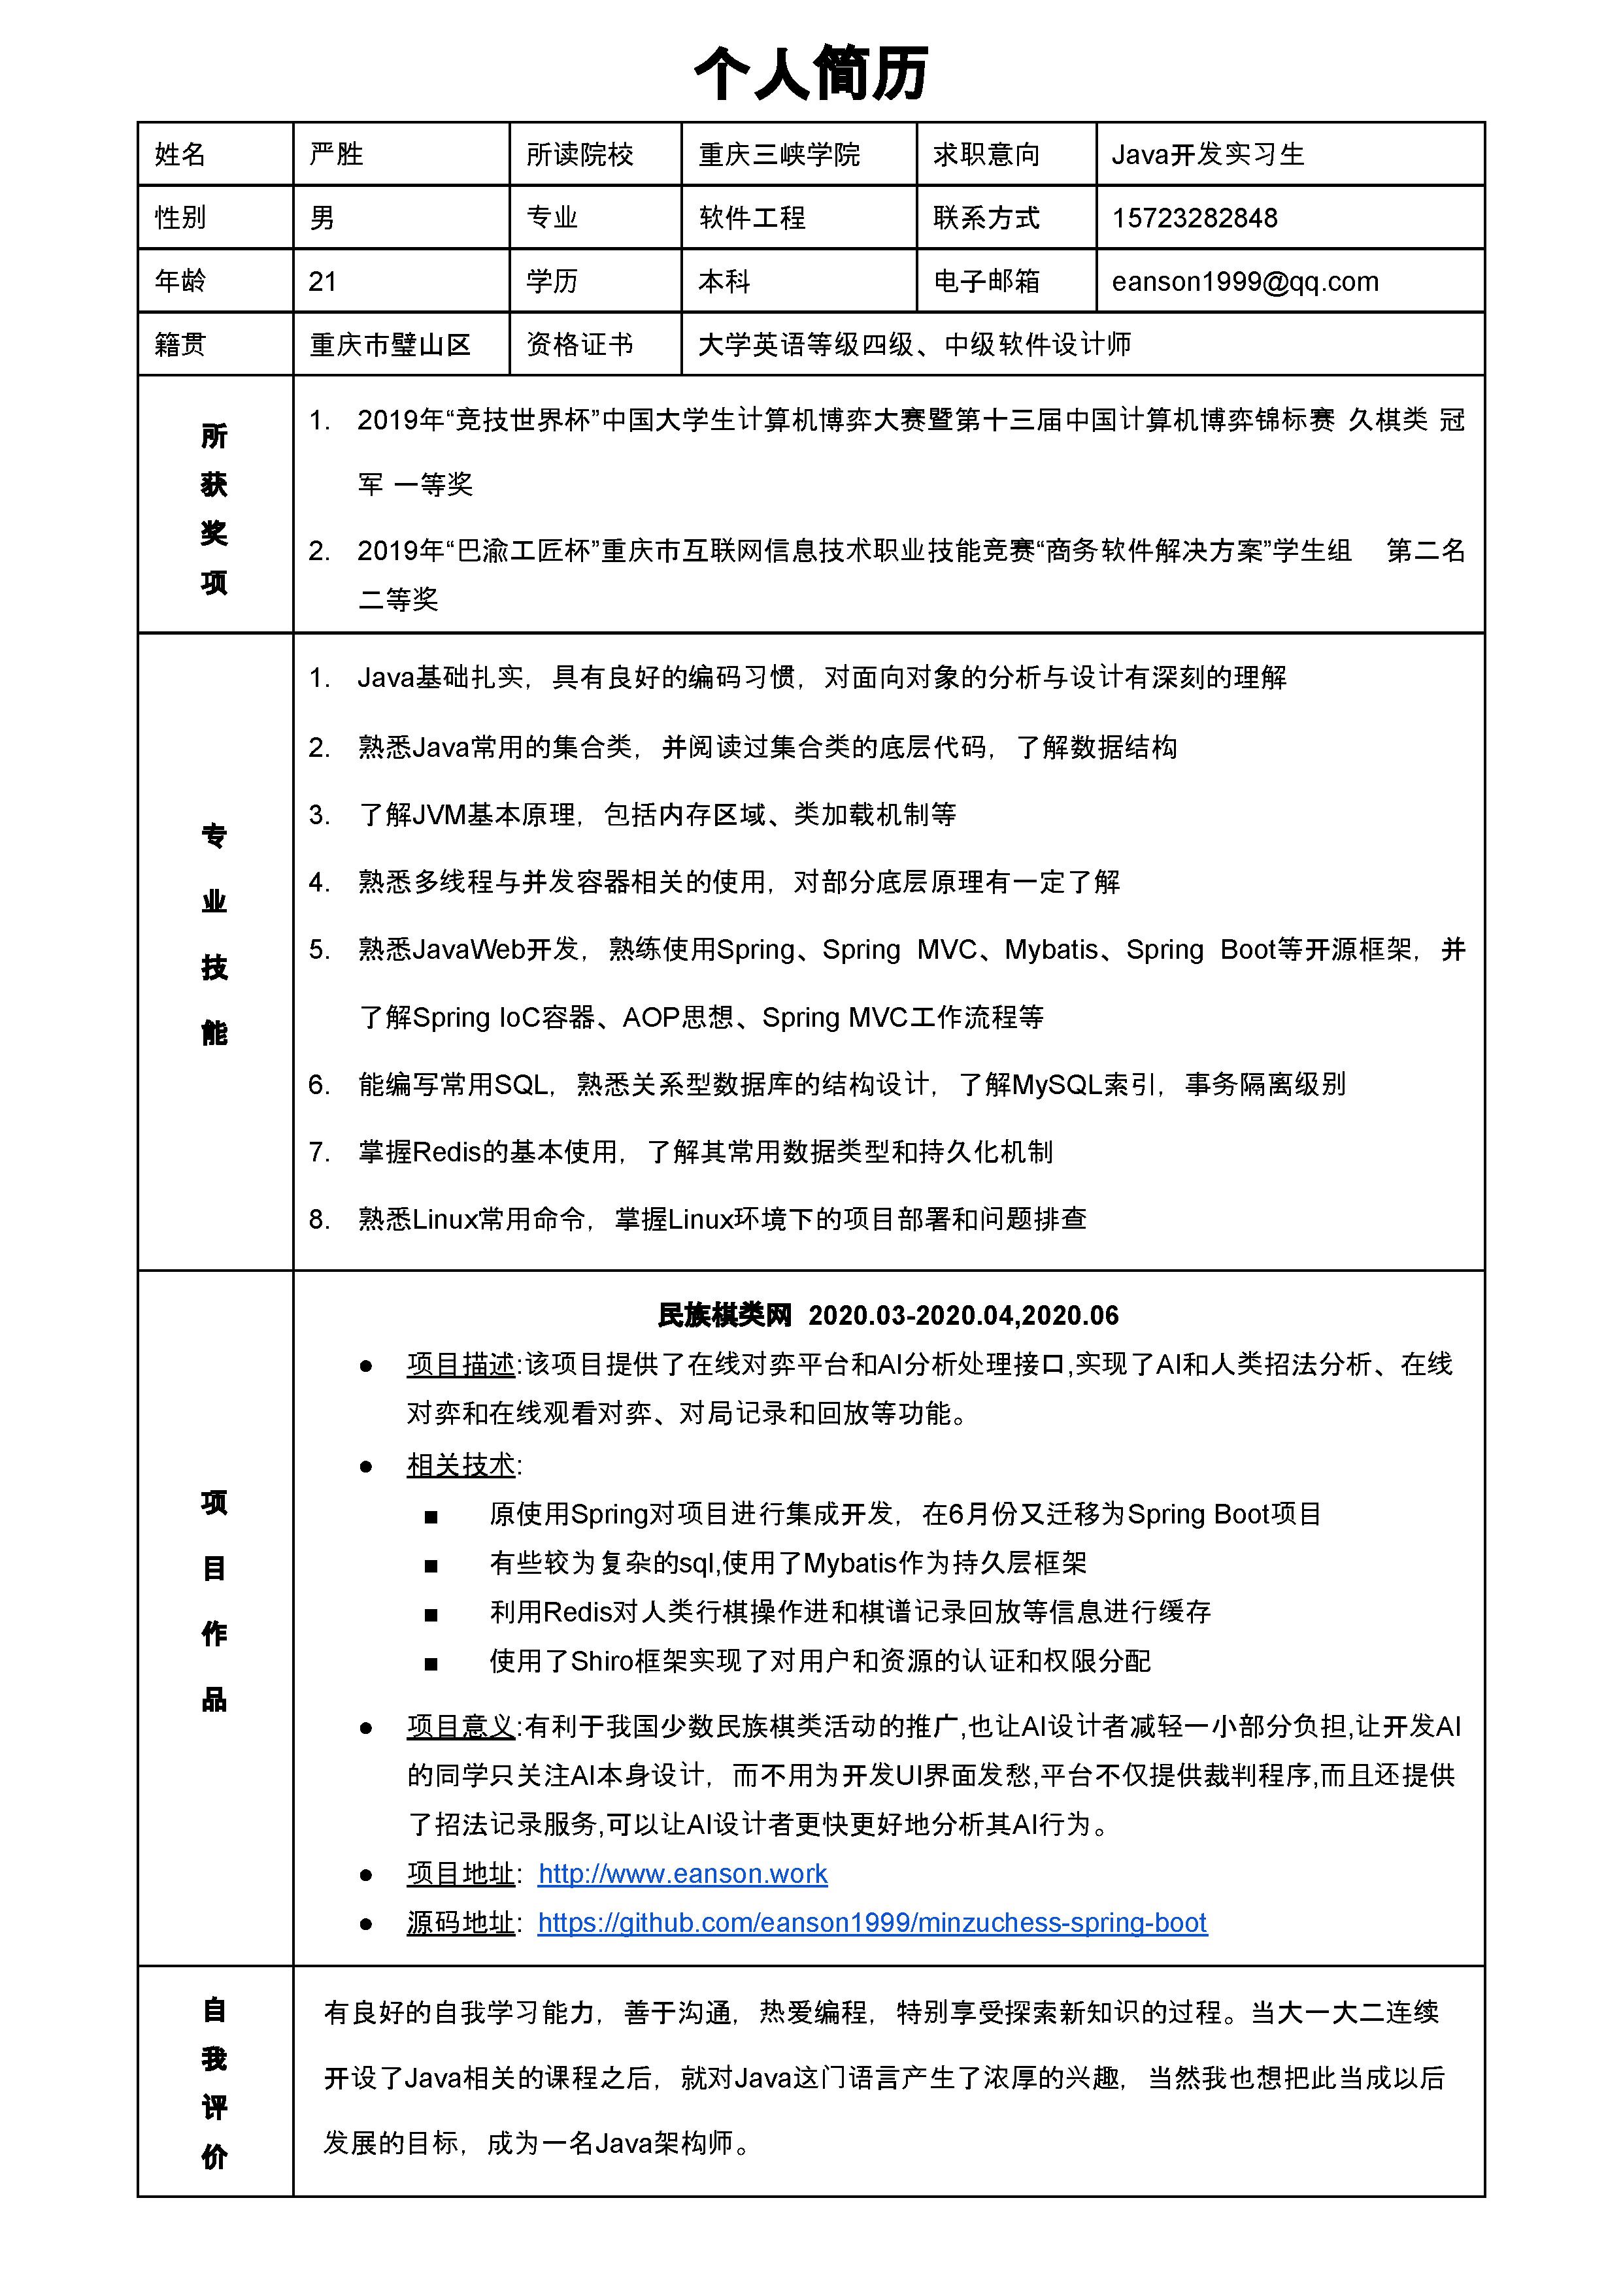 个人简历
姓名 严胜 所读院校 重庆三峡学院 求职意向 Java开发实习生
性别 男 专业 软件工程 联系方式 15723282848
年龄 21 学历 本科 电子邮箱 eanson1999@qq.com
籍贯 重庆市璧山区 资格证书 大学英语等级四级、中级软件设计师
所获奖项
1. 2019年“竞技世界杯”中国大学生计算机博弈大赛暨第十三届中国计算机博弈锦标赛 久棋类 冠
军 一等奖
2. 2019年“巴渝工匠杯”重庆市互联网信息技术职业技能竞赛“商务软件解决方案”学生组 第二名
二等奖
专业技能
1. Java基础扎实，具有良好的编码习惯，对面向对象的分析与设计有深刻的理解
2. 熟悉Java常用的集合类，并阅读过集合类的底层代码，了解数据结构
3. 了解JVM基本原理，包括内存区域、类加载机制等
4. 熟悉多线程与并发容器相关的使用，对部分底层原理有一定了解
5. 熟悉JavaWeb开发，熟练使用Spring、Spring MVC、Mybatis、Spring Boot等开源框架，并
了解Spring IoC容器、AOP思想、Spring MVC工作流程等
6. 能编写常用SQL，熟悉关系型数据库的结构设计，了解MySQL索引，事务隔离级别
7. 掌握Redis的基本使用，了解其常用数据类型和持久化机制
8. 熟悉Linux常用命令，掌握Linux环境下的项目部署和问题排查
项目作品
民族棋类网 2020.03-2020.04,2020.06
● 项目描述:该项目提供了在线对弈平台和AI分析处理接口,实现了AI和人类招法分析、在线
对弈和在线观看对弈、对局记录和回放等功能。
● 相关技术:
■ 原使用Spring对项目进行集成开发，在6月份又迁移为Spring Boot项目
■ 有些较为复杂的sql,使用了Mybatis作为持久层框架
■ 利用Redis对人类行棋操作进和棋谱记录回放等信息进行缓存
■ 使用了Shiro框架实现了对用户和资源的认证和权限分配
● 项目意义:有利于我国少数民族棋类活动的推广,也让AI设计者减轻一小部分负担,让开发AI
的同学只关注AI本身设计，而不用为开发UI界面发愁,平台不仅提供裁判程序,而且还提供
了招法记录服务,可以让AI设计者更快更好地分析其AI行为。
● 项目地址: http://www.eanson.work
● 源码地址: https://github.com/eanson1999/minzuchess-spring-boot
自我评价
有良好的自我学习能力，善于沟通，热爱编程，特别享受探索新知识的过程。当大一大二连续
开设了Java相关的课程之后，就对Java这门语言产生了浓厚的兴趣，当然我也想把此当成以后
发展的目标，成为一名Java架构师。